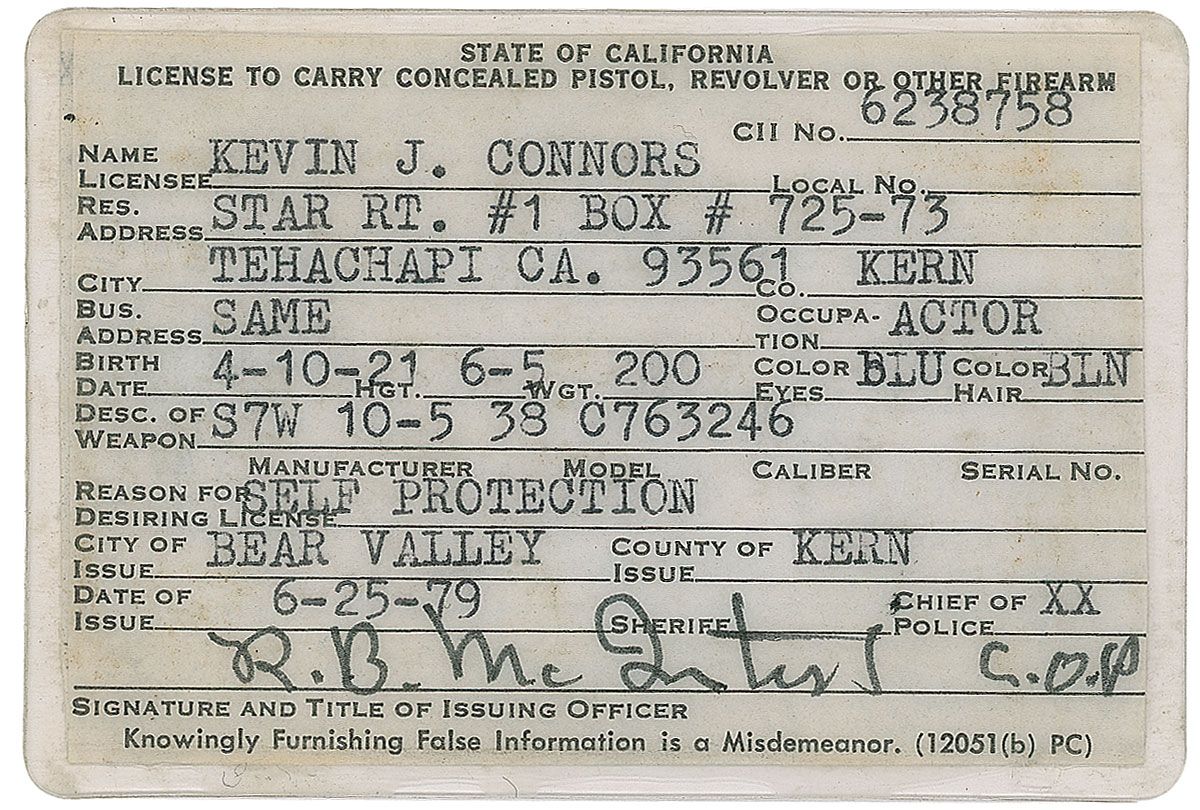 STATE OF CALIFORNIA
LICENSE TO CARRY CONCEALED PISTOL, REVOLVER OR OTHER FIREARM
CII NO. 6238758
NAME LICENSEE KEVIN J. CONNORS LOCAL NO.
RES. ADDRESS STAR RT. #1 BOX # 725-73
CITY TEHACHAPI CA. 93561 CO. KERN
BUS. ADDRESS SAME OCCUPATION ACTOR
BIRTH DATE 4-10-21 HGT. 6-5 WGT. 200 COLOR EYES BLU COLOR HAIR BLN
DESC. OF WEAPON S7W 10-5 38 C763246
MANUFACTURER MODEL CALIBER SERIAL NO.
REASON FOR DESIRING LICENSE SELF PROTECTION
CITY OF ISSUE BEAR VALLEY COUNTY OF ISSUE KERN
DATE OF ISSUE 6-25-79 SHERIFF CHIEF OF POLICE XX
R.B. McInters C.O.P
SIGNATURE AND TITLE OF ISSUING OFFICER
Knowingly Furnishing False Information is a Misdemeanor. (12051(b) PC)